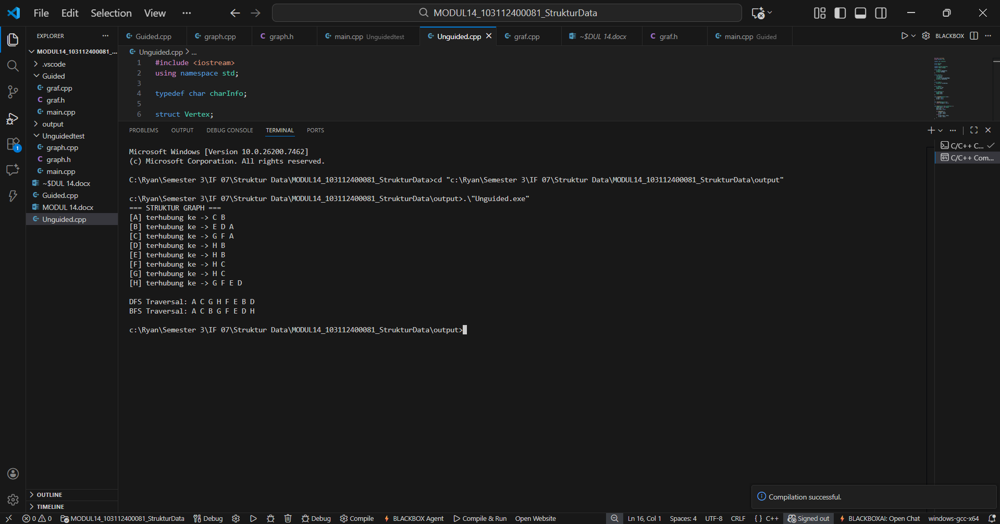 File Edit Selection View ··· MODUL14_103112400081_StrukturData
EXPLORER ···
MODUL14_103112400081_...
.vscode
Guided
graf.cpp
graf.h
main.cpp
output
Unguidedtest
graph.cpp
graph.h
main.cpp
~$DUL 14.docx
Guided.cpp
MODUL 14.docx
Unguided.cpp
OUTLINE
TIMELINE
1
Guided.cpp graph.cpp graph.h main.cpp Unguidedtest Unguided.cpp graf.cpp ~$DUL 14.docx graf.h main.cpp Guided BLACKBOX ···
Unguided.cpp > ...
1 #include <iostream>
2 using namespace std;
3
4 typedef char charInfo;
5
6 struct Vertex;
PROBLEMS OUTPUT DEBUG CONSOLE TERMINAL PORTS
C/C++ C...
C/C++ Com...
Microsoft Windows [Version 10.0.26200.7462]
(c) Microsoft Corporation. All rights reserved.
C:\Ryan\Semester 3\IF 07\Struktur Data\MODUL14_103112400081_StrukturData>cd "c:\Ryan\Semester 3\IF 07\Struktur Data\MODUL14_103112400081_StrukturData\output"
c:\Ryan\Semester 3\IF 07\Struktur Data\MODUL14_103112400081_StrukturData\output>.\"Unguided.exe"
=== STRUKTUR GRAPH ===
[A] terhubung ke -> C B
[B] terhubung ke -> E D A
[C] terhubung ke -> G F A
[D] terhubung ke -> H B
[E] terhubung ke -> H B
[F] terhubung ke -> H C
[G] terhubung ke -> H C
[H] terhubung ke -> G F E D
DFS Traversal: A C G H F E B D
BFS Traversal: A C B G F E D H
c:\Ryan\Semester 3\IF 07\Struktur Data\MODUL14_103112400081_StrukturData\output>
Compilation successful.
0 0 MODUL14_103112400081_StrukturData Debug Debug Compile BLACKBOX Agent Compile & Run Open Website Ln 16, Col 1 Spaces: 4 UTF-8 CRLF { } C++ Signed out BLACKBOXAI: Open Chat windows-gcc-x64